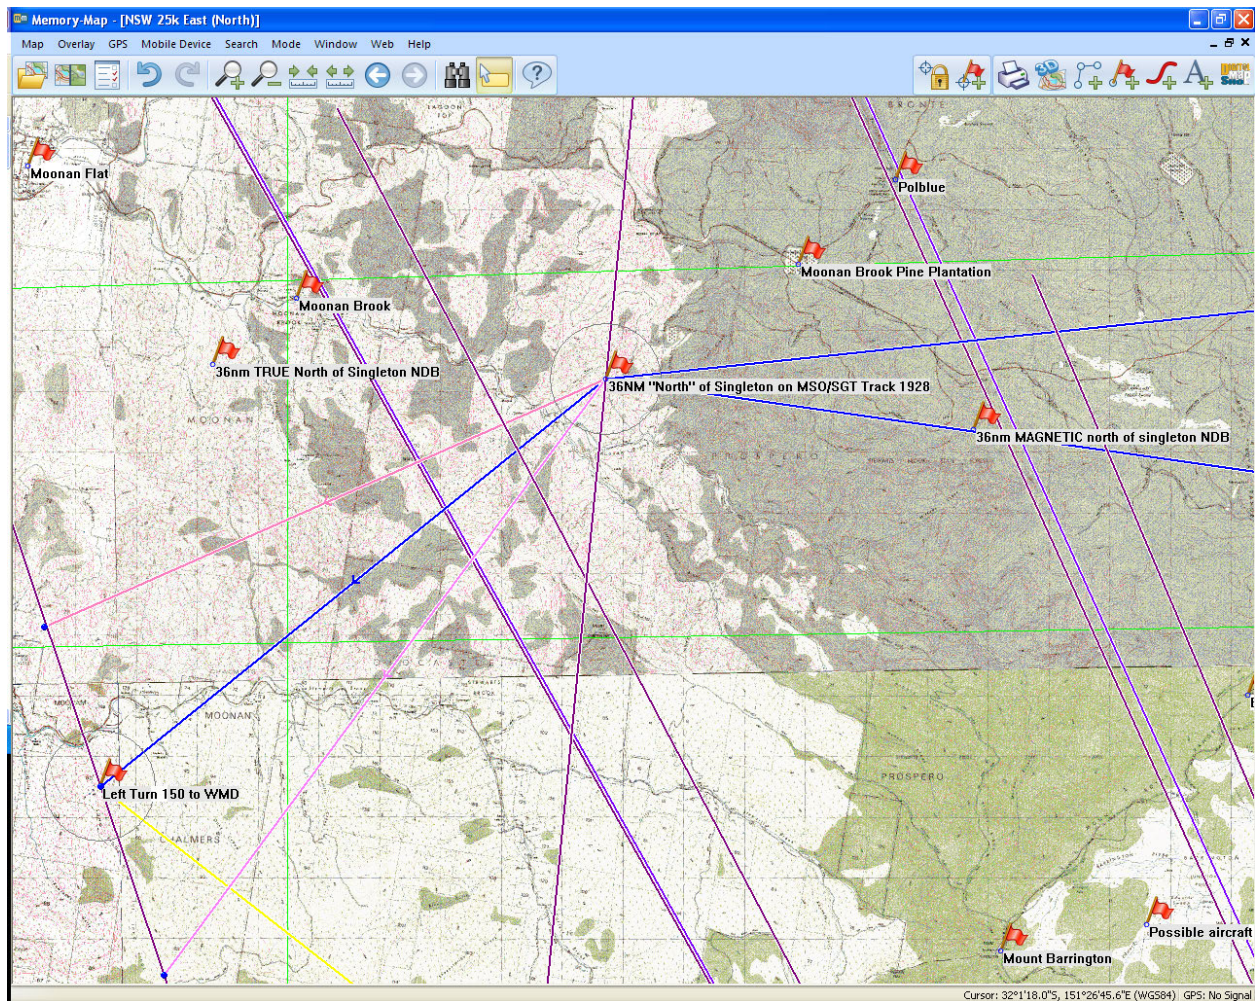 Memory-Map - [NSW 25k East (North)]
Map Overlay GPS Mobile Device Search Mode Window Web Help
BRONTE
Moonan Flat
Polblue
Moonan Brook Pine Plantation
Moonan Brook
36nm TRUE North of Singleton NDB
36NM "North" of Singleton on MSO/SGT Track 1928
MOONAN
36nm MAGNETIC north of singleton NDB
PROSPERO
MOONAN
PROSPERO
Left Turn 150 to WMD
CHALMERS
Possible aircraft
Mount Barrington
Cursor: 32°1'18.0"S, 151°26'45.6"E (WGS84) GPS: No Signal